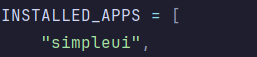 INSTALLED_APPS = [
    "simpleui",